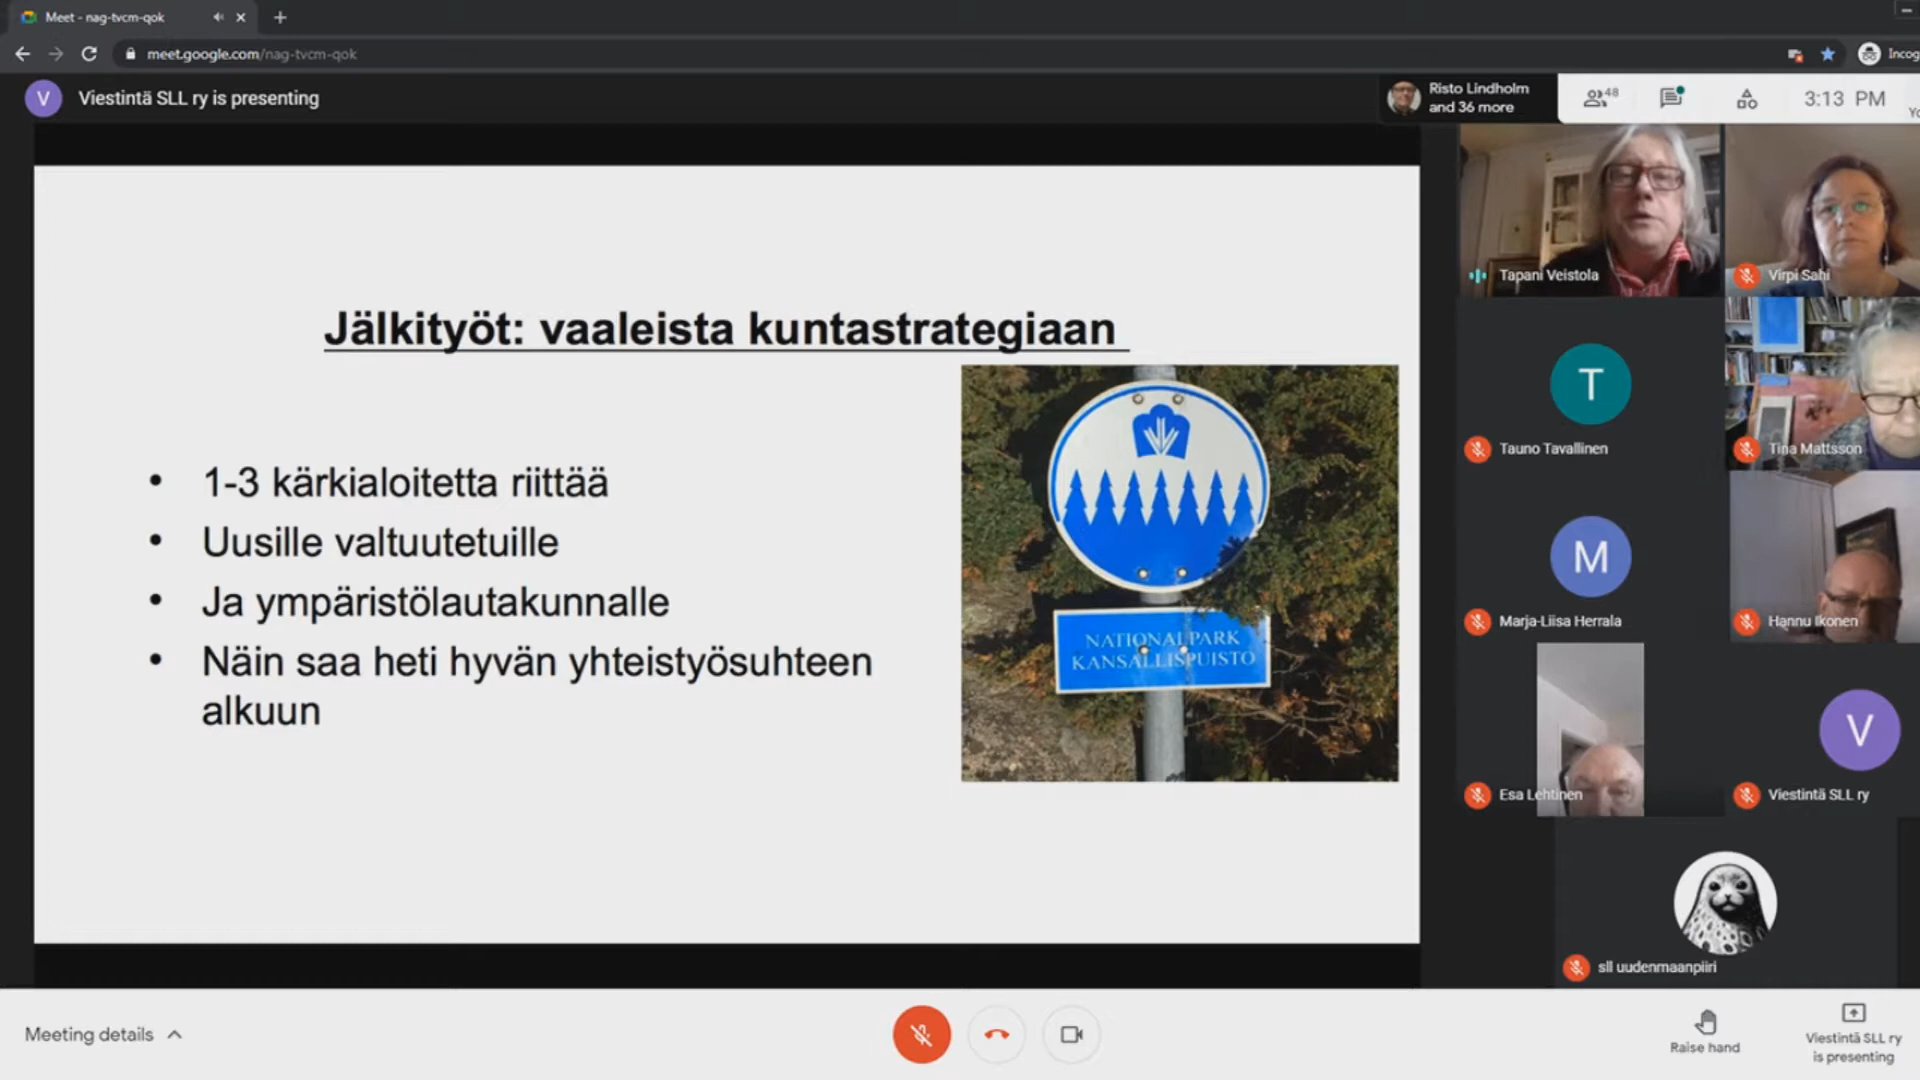 Meet - nag-tvcm-qok
meet.google.com/nag-tvcm-qok
V
Viestintä SLL ry is presenting
Risto Lindholm
and 36 more
48
3:13 PM
Jälkityöt: vaaleista kuntastrategiaan
• 1-3 kärkialoitetta riittää
• Uusille valtuutetuille
• Ja ympäristölautakunnalle
• Näin saa heti hyvän yhteistyösuhteen
alkuun
NATIONALPARK
KANSALLISPUISTO
Tapani Veistola
Virpi Sahi
T
Tauno Tavallinen
Tina Mattsson
M
Marja-Liisa Herrala
Hannu Ikonen
Esa Lehtinen
V
Viestintä SLL ry
sll uudenmaanpiiri
Meeting details
Raise hand
Viestintä SLL ry
is presenting